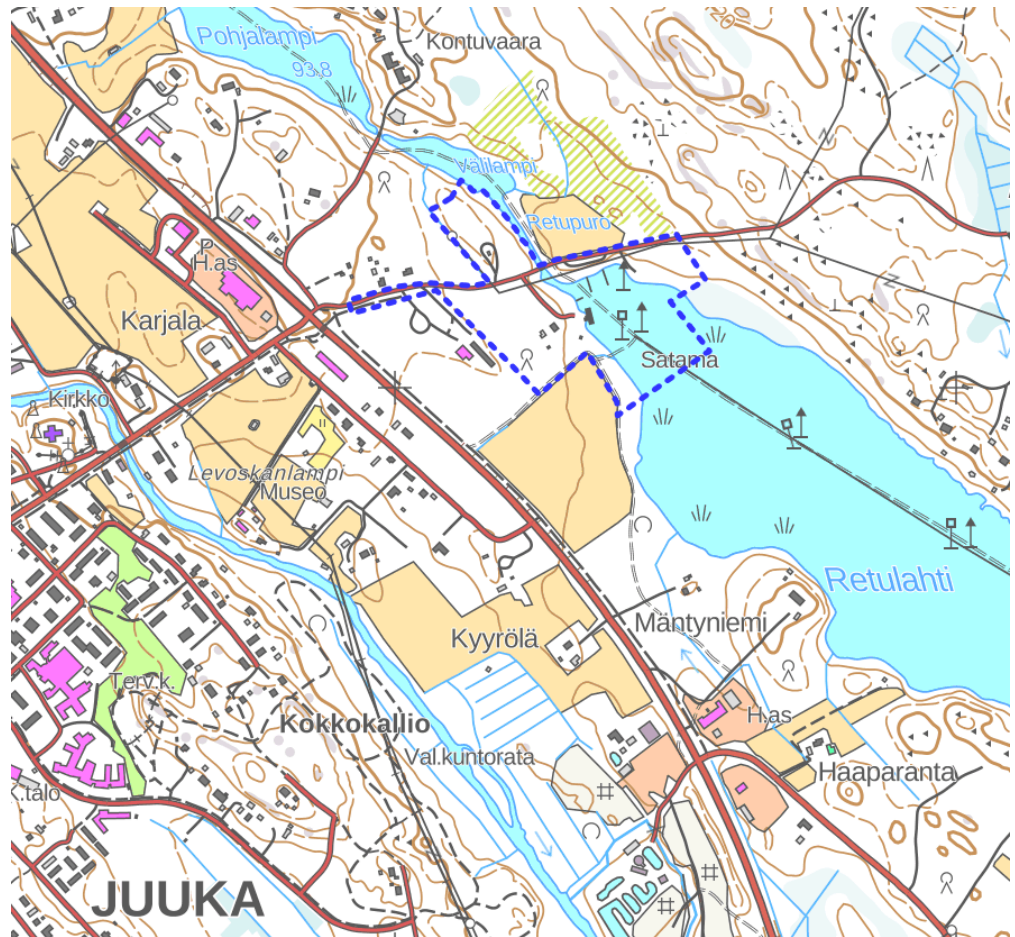 20
Pohjalampi
Kontuvaara
93,8
Välilampi
Retupuro
P
H.as
Karjala
Satama
Kirkko
Levoskanlampi
Museo
Retulahti
Mäntyniemi
Kyyrölä
Terv.k.
H.as
Kokkokallio
Val.kuntorata
Haaparanta
K.talo
JUUKA